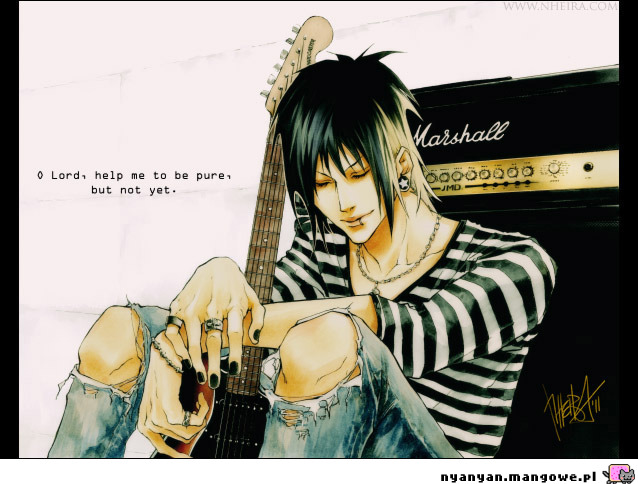 WWW.NHEIRA.COM
Marshall
JMD
O Lord, help me to be pure,
but not yet.
nyanyan.mangowe.pl